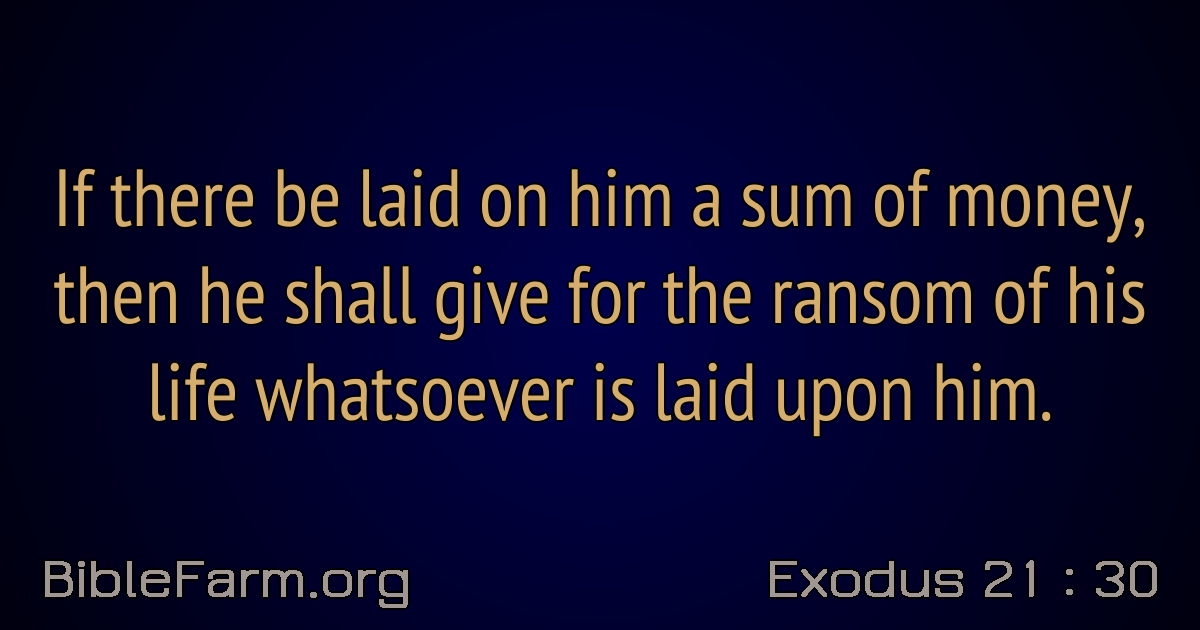 If there be laid on him a sum of money,
then he shall give for the ransom of his
life whatsoever is laid upon him.
BibleFarm.org
Exodus 21 : 30